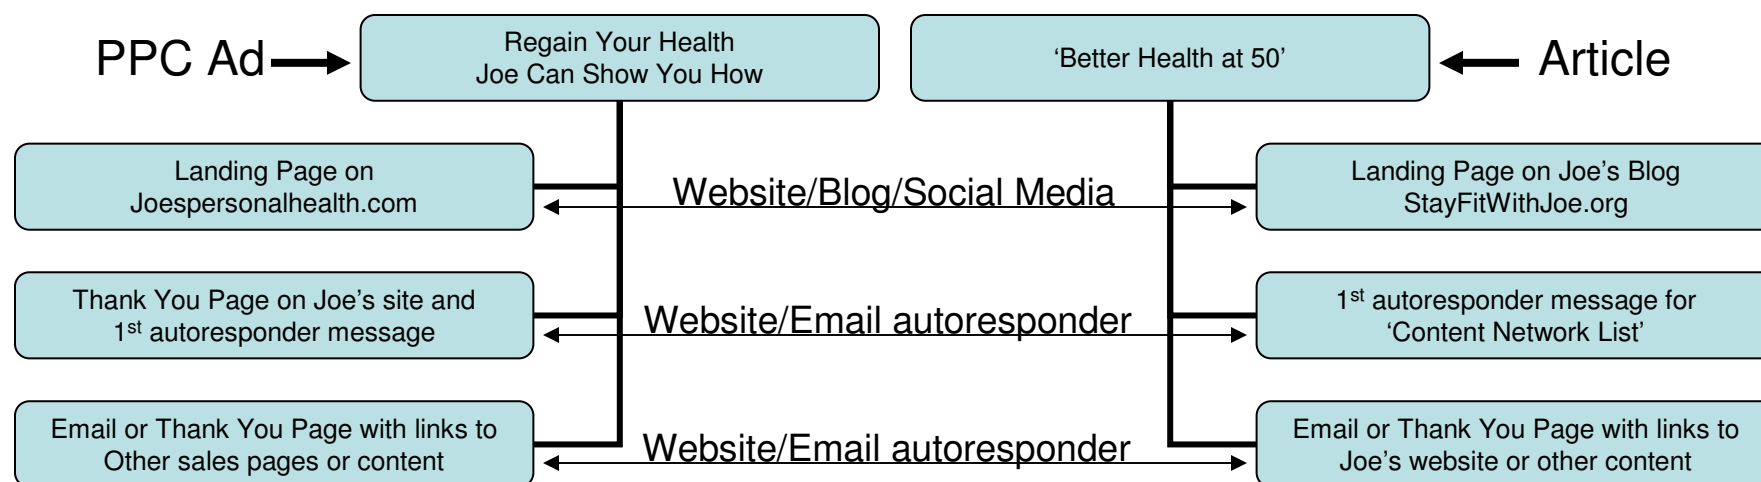 PPC Ad
Regain Your Health
Joe Can Show You How
‘Better Health at 50’
Article
Landing Page on
Joespersonalhealth.com
Website/Blog/Social Media
Landing Page on Joe’s Blog
StayFitWithJoe.org
Thank You Page on Joe’s site and
1st autoresponder message
Website/Email autoresponder
1st autoresponder message for
‘Content Network List’
Email or Thank You Page with links to
Other sales pages or content
Website/Email autoresponder
Email or Thank You Page with links to
Joe’s website or other content